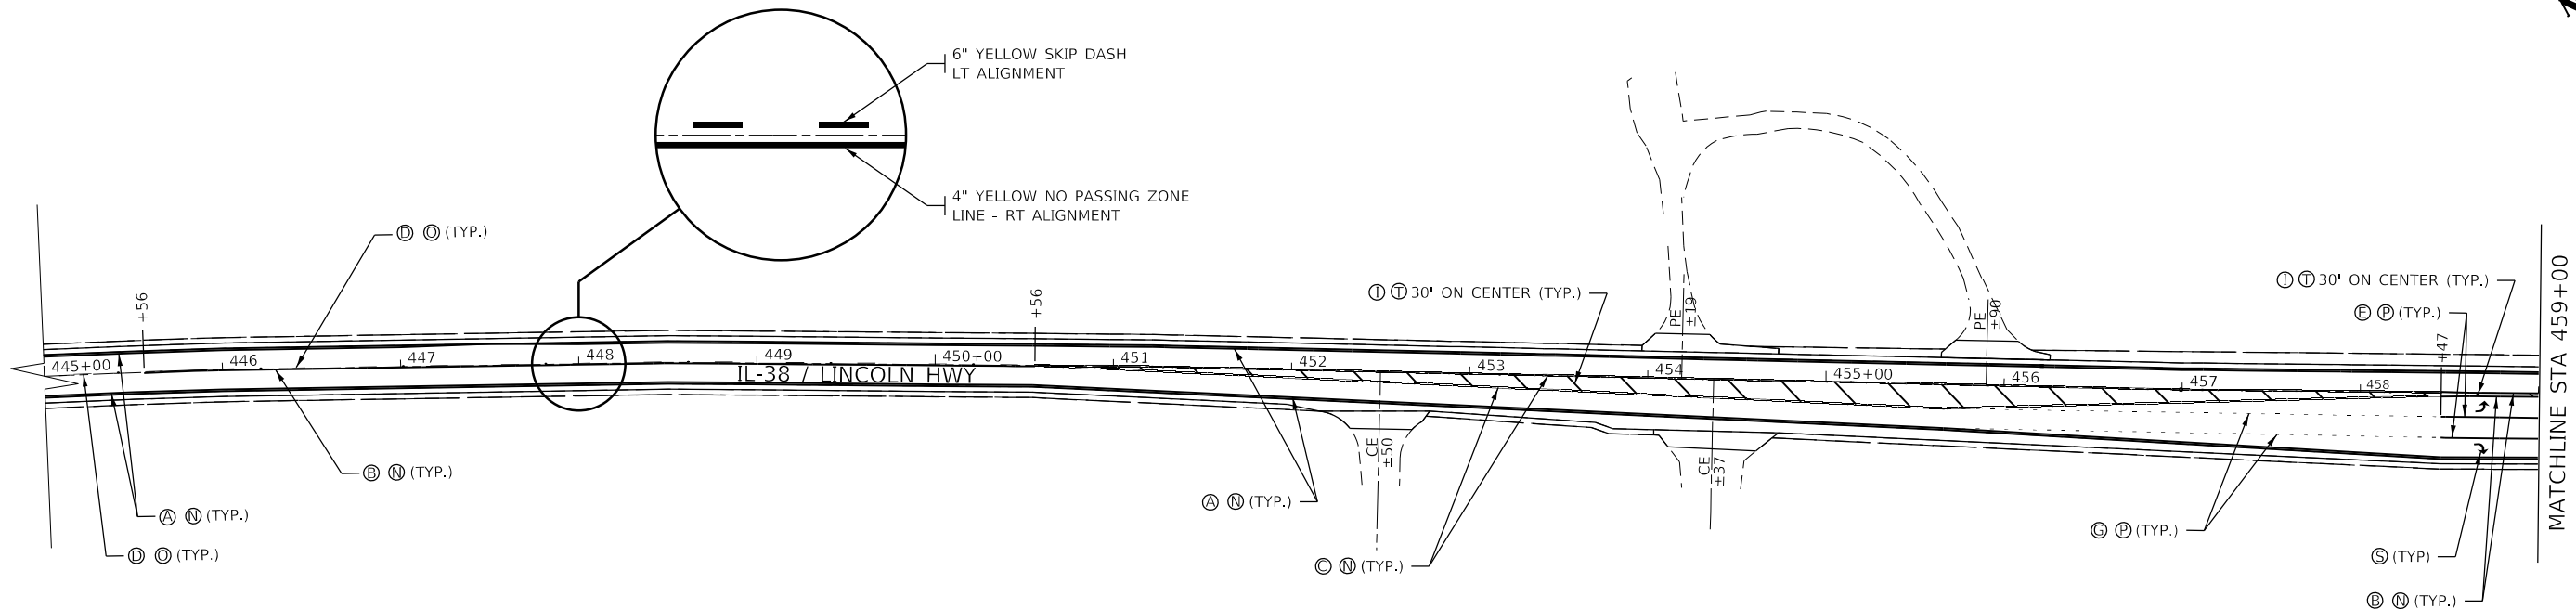 6" YELLOW SKIP DASH
LT ALIGNMENT
4" YELLOW NO PASSING ZONE
LINE - RT ALIGNMENT
Ⓓ Ⓞ (TYP.)
+56
+56
Ⓘ Ⓣ 30' ON CENTER (TYP.)
PE
±19
PE
±90
Ⓘ Ⓣ 30' ON CENTER (TYP.)
Ⓔ Ⓟ (TYP.)
+47
MATCHLINE STA 459+00
445+00
446
447
448
449
450+00
451
452
453
454
455+00
456
457
458
IL-38 / LINCOLN HWY
CE
±50
CE
±37
Ⓑ Ⓝ (TYP.)
Ⓐ Ⓝ (TYP.)
Ⓐ Ⓝ (TYP.)
Ⓓ Ⓞ (TYP.)
Ⓒ Ⓝ (TYP.)
Ⓖ Ⓟ (TYP.)
Ⓢ (TYP)
Ⓑ Ⓝ (TYP.)